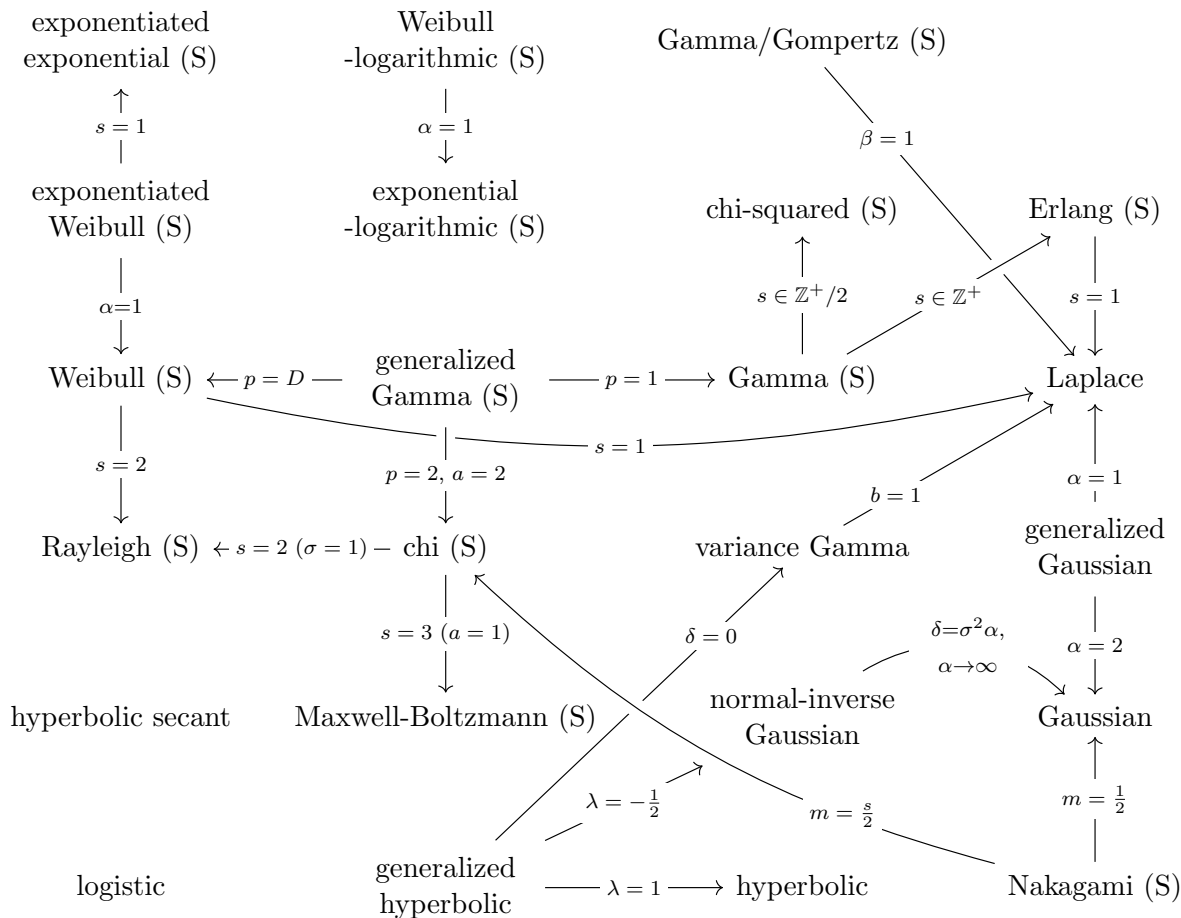 exponentiated
exponential (S)
Weibull
-logarithmic (S)
Gamma/Gompertz (S)
s = 1
α = 1
β = 1
exponentiated
Weibull (S)
exponential
-logarithmic (S)
chi-squared (S)
Erlang (S)
α=1
s ∈ ℤ⁺/2
s ∈ ℤ⁺
s = 1
Weibull (S)
p = D
generalized
Gamma (S)
p = 1
Gamma (S)
Laplace
s = 1
s = 2
p = 2, a = 2
b = 1
α = 1
Rayleigh (S)
s = 2 (σ = 1)
chi (S)
variance Gamma
generalized
Gaussian
s = 3 (a = 1)
δ = 0
δ=σ²α,
α→∞
α = 2
hyperbolic secant
Maxwell-Boltzmann (S)
normal-inverse
Gaussian
Gaussian
λ = −1/2
m = s/2
m = 1/2
logistic
generalized
hyperbolic
λ = 1
hyperbolic
Nakagami (S)